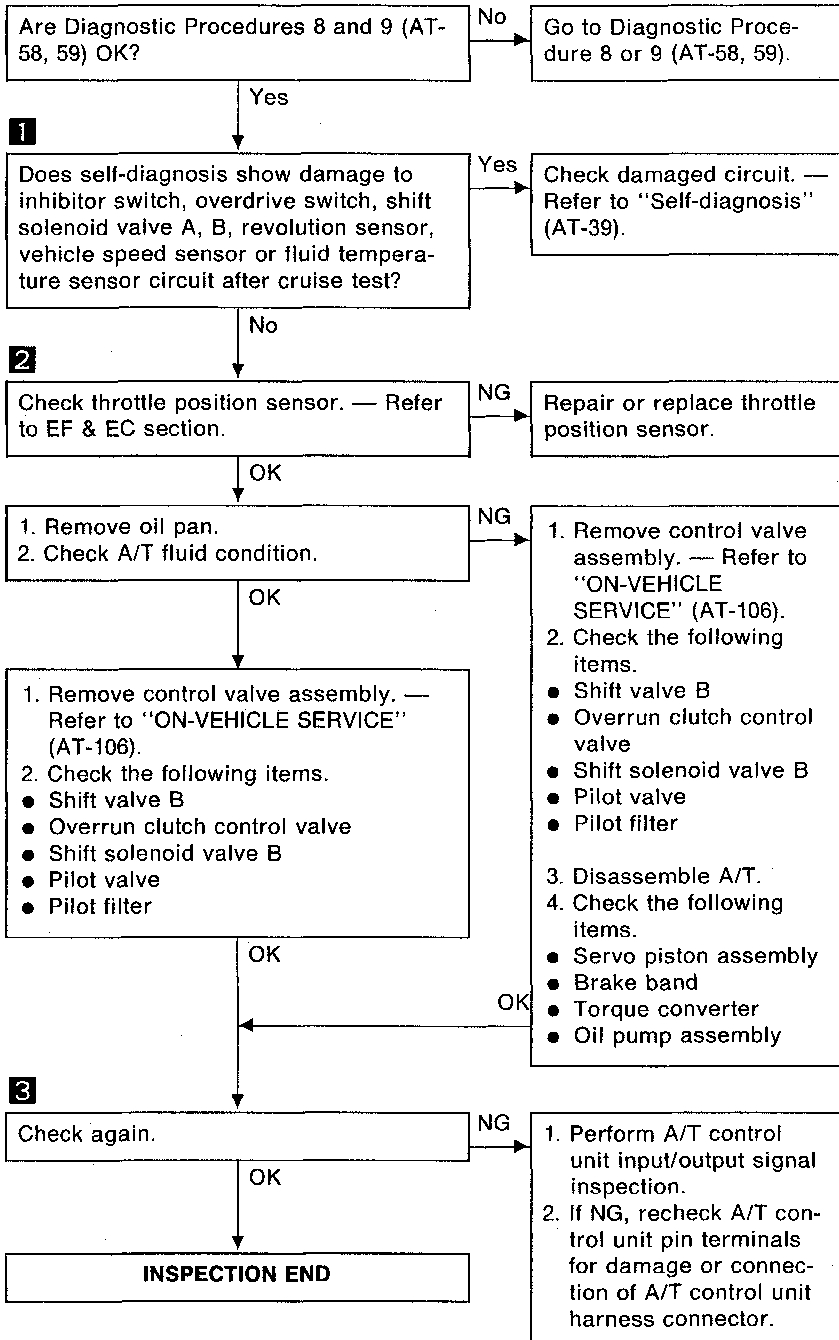 Are Diagnostic Procedures 8 and 9 (AT-
58, 59) OK?
No
Go to Diagnostic Proce-
dure 8 or 9 (AT-58, 59).
Yes
1
Does self-diagnosis show damage to
inhibitor switch, overdrive switch, shift
solenoid valve A, B, revolution sensor,
vehicle speed sensor or fluid tempera-
ture sensor circuit after cruise test?
Yes
Check damaged circuit. —
Refer to "Self-diagnosis"
(AT-39).
No
2
Check throttle position sensor. — Refer
to EF & EC section.
NG
Repair or replace throttle
position sensor.
OK
1. Remove oil pan.
2. Check A/T fluid condition.
NG
1. Remove control valve
assembly. — Refer to
"ON-VEHICLE
SERVICE" (AT-106).
2. Check the following
items.
● Shift valve B
● Overrun clutch control
valve
● Shift solenoid valve B
● Pilot valve
● Pilot filter
3. Disassemble A/T.
4. Check the following
items.
● Servo piston assembly
● Brake band
● Torque converter
● Oil pump assembly
OK
1. Remove control valve assembly. —
Refer to "ON-VEHICLE SERVICE"
(AT-106).
2. Check the following items.
● Shift valve B
● Overrun clutch control valve
● Shift solenoid valve B
● Pilot valve
● Pilot filter
OK
OK
3
Check again.
NG
1. Perform A/T control
unit input/output signal
inspection.
2. If NG, recheck A/T con-
trol unit pin terminals
for damage or connec-
tion of A/T control unit
harness connector.
OK
INSPECTION END